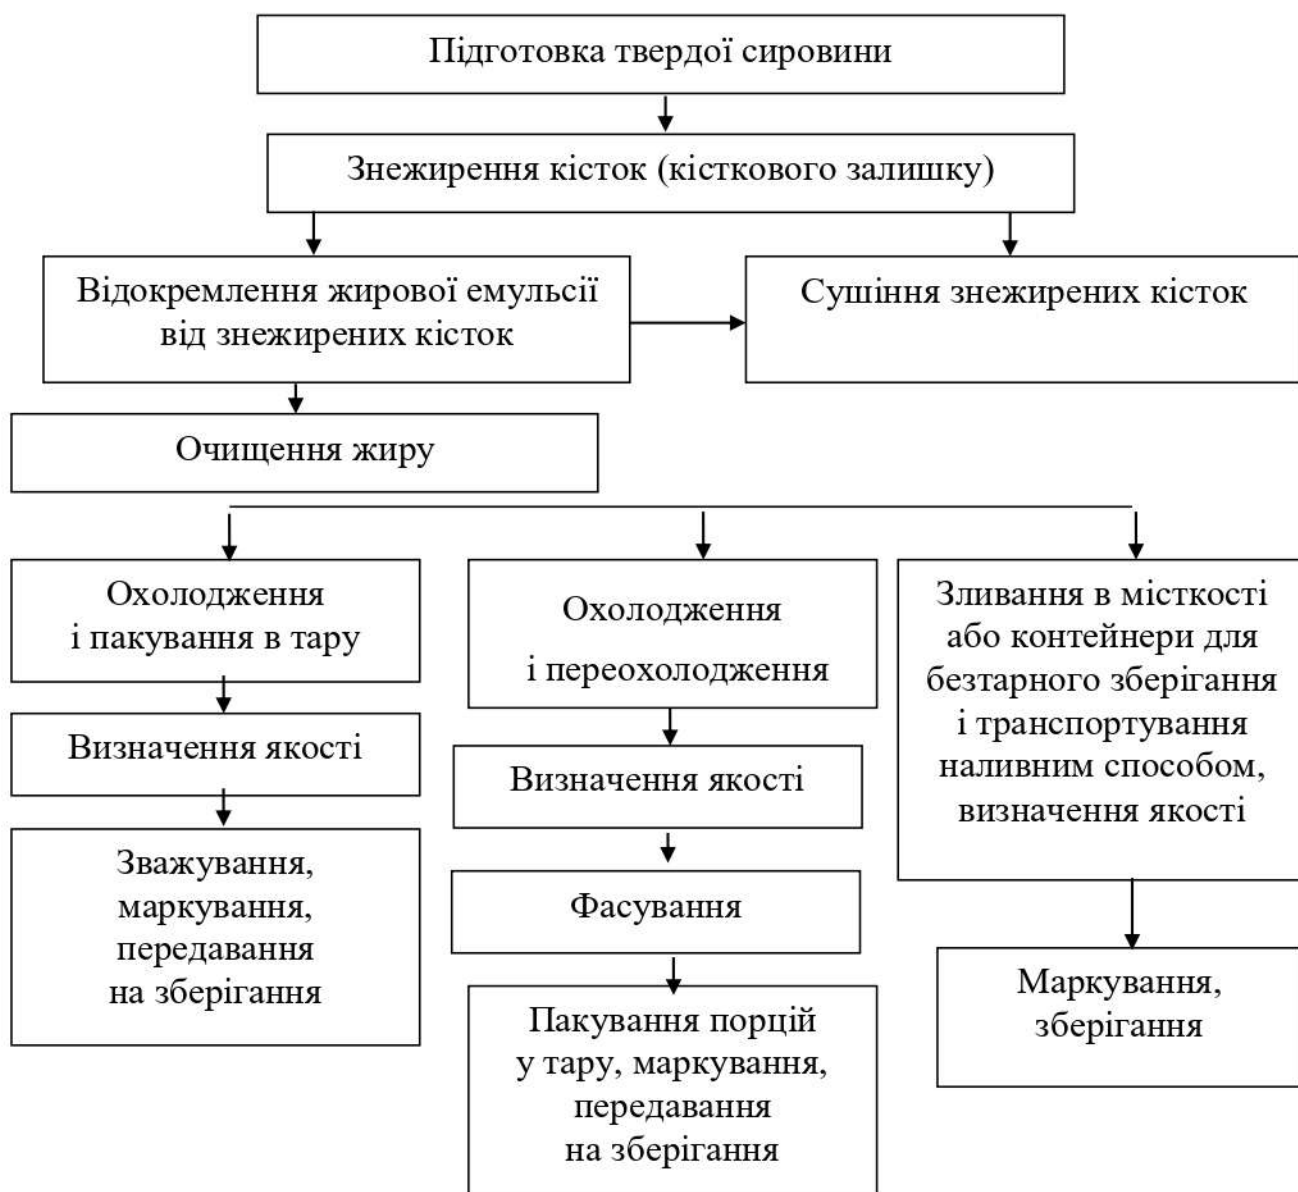 Підготовка твердої сировини
Знежирення кісток (кісткового залишку)
Відокремлення жирової емульсії
від знежирених кісток
Сушіння знежирених кісток
Очищення жиру
Охолодження
і пакування в тару
Визначення якості
Зважування,
маркування,
передавання
на зберігання
Охолодження
і переохолодження
Визначення якості
Фасування
Пакування порцій
у тару, маркування,
передавання
на зберігання
Зливання в місткості
або контейнери для
безтарного зберігання
і транспортування
наливним способом,
визначення якості
Маркування,
зберігання